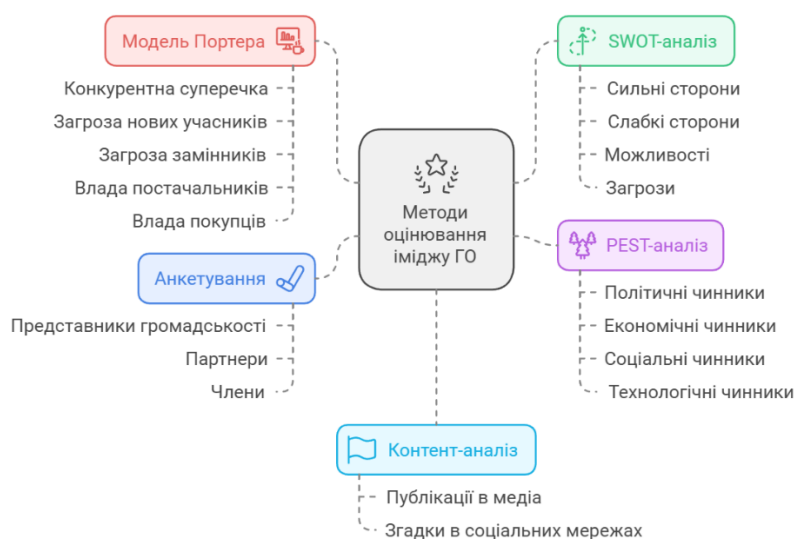 Модель Портера
Конкурентна суперечка
Загроза нових учасників
Загроза замінників
Влада постачальників
Влада покупців
Анкетування
Представники громадськості
Партнери
Члени
Методи
оцінювання
іміджу ГО
SWOT-аналіз
Сильні сторони
Слабкі сторони
Можливості
Загрози
PEST-аналіз
Політичні чинники
Економічні чинники
Соціальні чинники
Технологічні чинники
Контент-аналіз
Публікації в медіа
Згадки в соціальних мережах